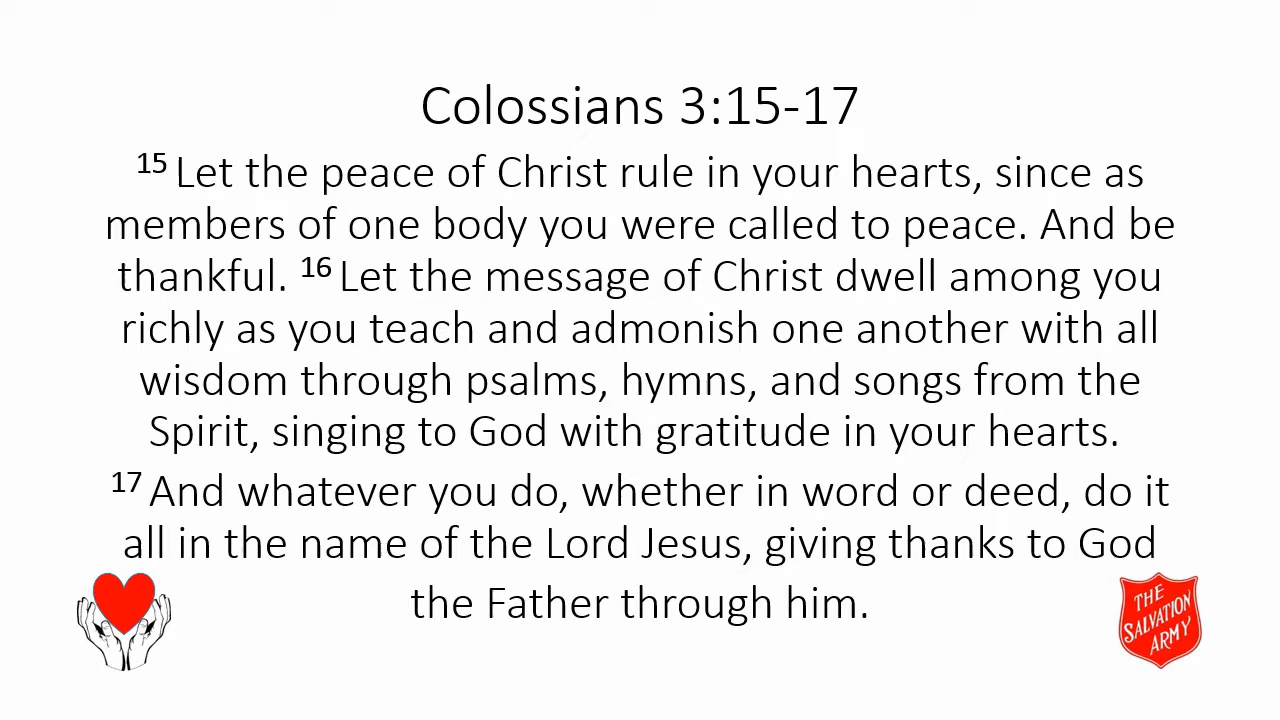 Colossians 3:15-17
15 Let the peace of Christ rule in your hearts, since as
members of one body you were called to peace. And be
thankful. 16 Let the message of Christ dwell among you
richly as you teach and admonish one another with all
wisdom through psalms, hymns, and songs from the
Spirit, singing to God with gratitude in your hearts.
17 And whatever you do, whether in word or deed, do it
all in the name of the Lord Jesus, giving thanks to God
the Father through him.
THE
SALVATION
ARMY